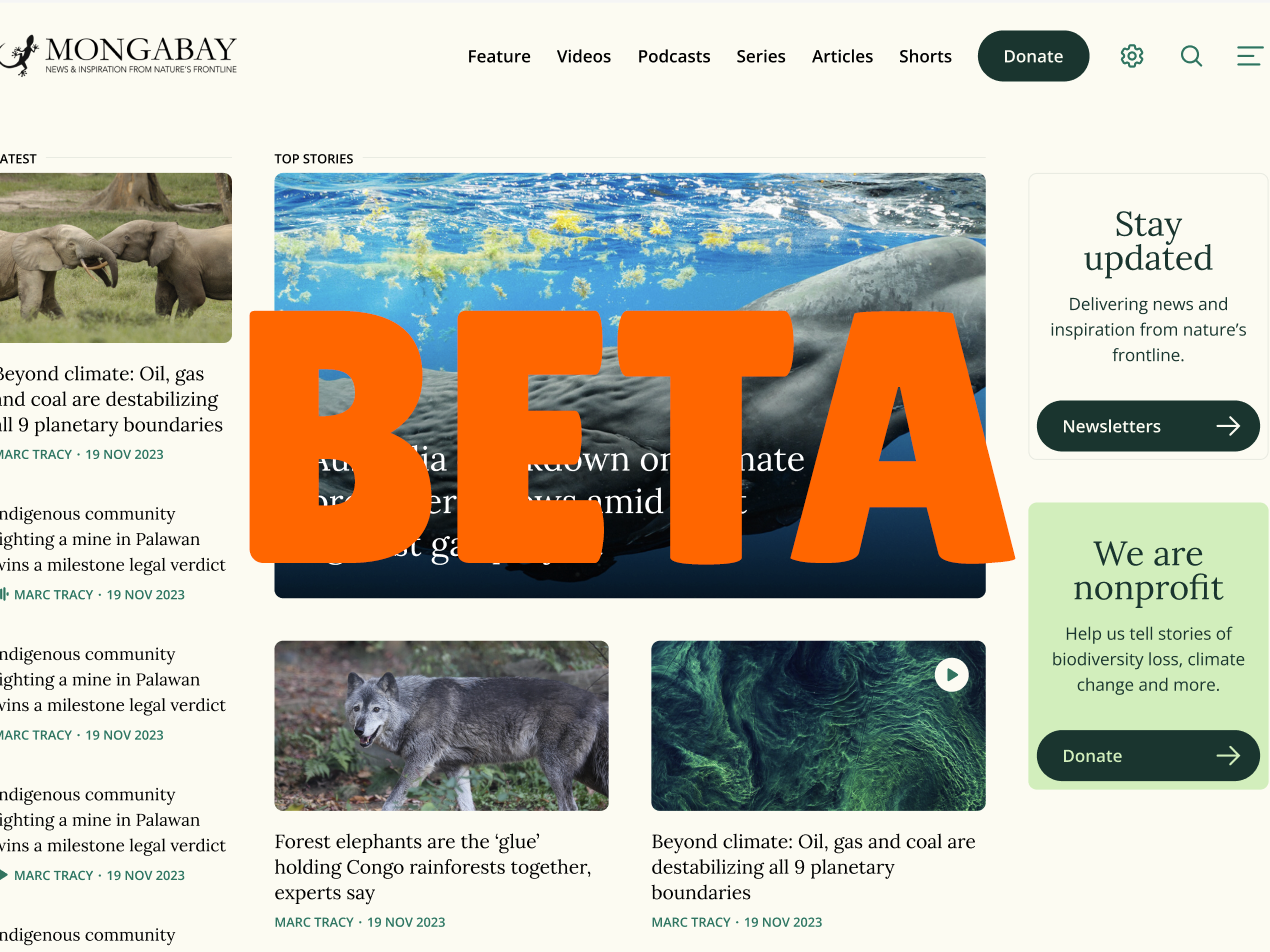 MONGABAY
NEWS & INSPIRATION FROM NATURE'S FRONTLINE
Feature Videos Podcasts Series Articles Shorts Donate
ATEST
Beyond climate: Oil, gas
and coal are destabilizing
all 9 planetary boundaries
MARC TRACY · 19 NOV 2023
ndigenous community
ighting a mine in Palawan
wins a milestone legal verdict
MARC TRACY · 19 NOV 2023
ndigenous community
ighting a mine in Palawan
wins a milestone legal verdict
MARC TRACY · 19 NOV 2023
ndigenous community
ighting a mine in Palawan
wins a milestone legal verdict
MARC TRACY · 19 NOV 2023
ndigenous community
TOP STORIES
BETA
amid
Forest elephants are the ‘glue’
holding Congo rainforests together,
experts say
MARC TRACY · 19 NOV 2023
Beyond climate: Oil, gas and coal are
destabilizing all 9 planetary
boundaries
MARC TRACY · 19 NOV 2023
Stay
updated
Delivering news and
inspiration from nature’s
frontline.
Newsletters
We are
nonprofit
Help us tell stories of
biodiversity loss, climate
change and more.
Donate